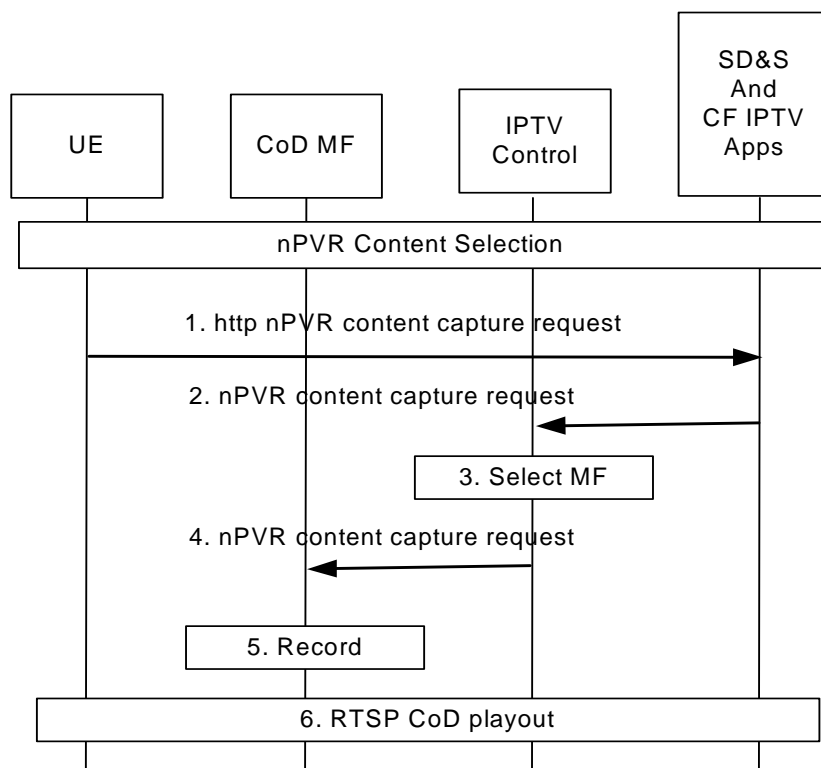 SD&S
And
CF IPTV
Apps
UE
CoD MF
IPTV
Control
nPVR Content Selection
1. http nPVR content capture request
2. nPVR content capture request
3. Select MF
4. nPVR content capture request
5. Record
6. RTSP CoD playout